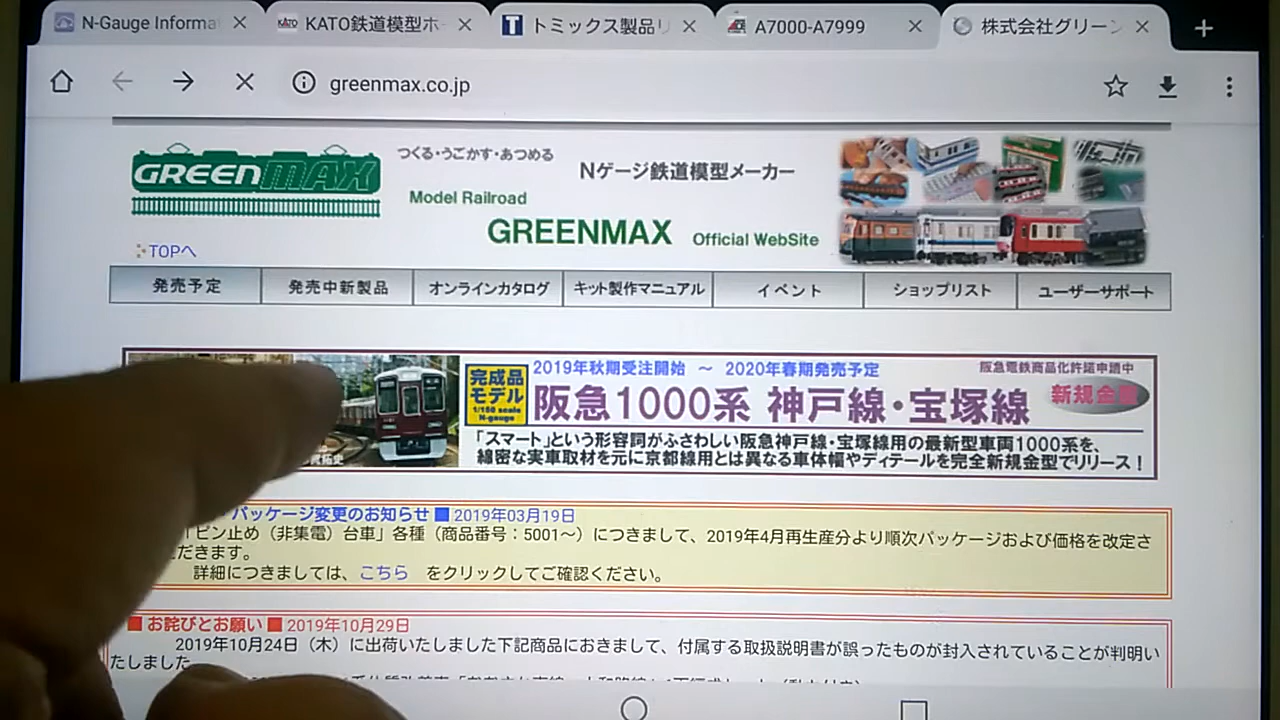 N-Gauge Informa
KATO鉄道模型ホ
トミックス製品リ
A7000-A7999
株式会社グリーン
greenmax.co.jp
GREENMAX
つくる・うごかす・あつめる
Nゲージ鉄道模型メーカー
Model Railroad
GREENMAX Official WebSite
TOPへ
発売予定
発売中新製品
オンラインカタログ
キット製作マニュアル
イベント
ショップリスト
ユーザーサポート
2019年秋期受注開始 ～ 2020年春期発売予定
阪急電鉄商品化許諾申請中
完成品
モデル
1/150 scale
N-gauge
阪急1000系 神戸線・宝塚線
新規金
「スマート」という形容詞がふさわしい阪急神戸線・宝塚線用の最新型車両1000系を、
綿密な実車取材を元に京都線用とは異なる車体幅やディテールを完全新規金型でリリース！
パッケージ変更のお知らせ ■ 2019年03月19日
「ピン止め（非集電）台車」各種（商品番号：5001～）につきまして、2019年4月再生産分より順次パッケージおよび価格を改定さ
だきます。
詳細につきましては、こちら をクリックしてご確認ください。
■ お詫びとお願い ■ 2019年10月29日
2019年10月24日（木）に出荷いたしました下記商品におきまして、付属する取扱説明書が誤ったものが封入されていることが判明い
たしました